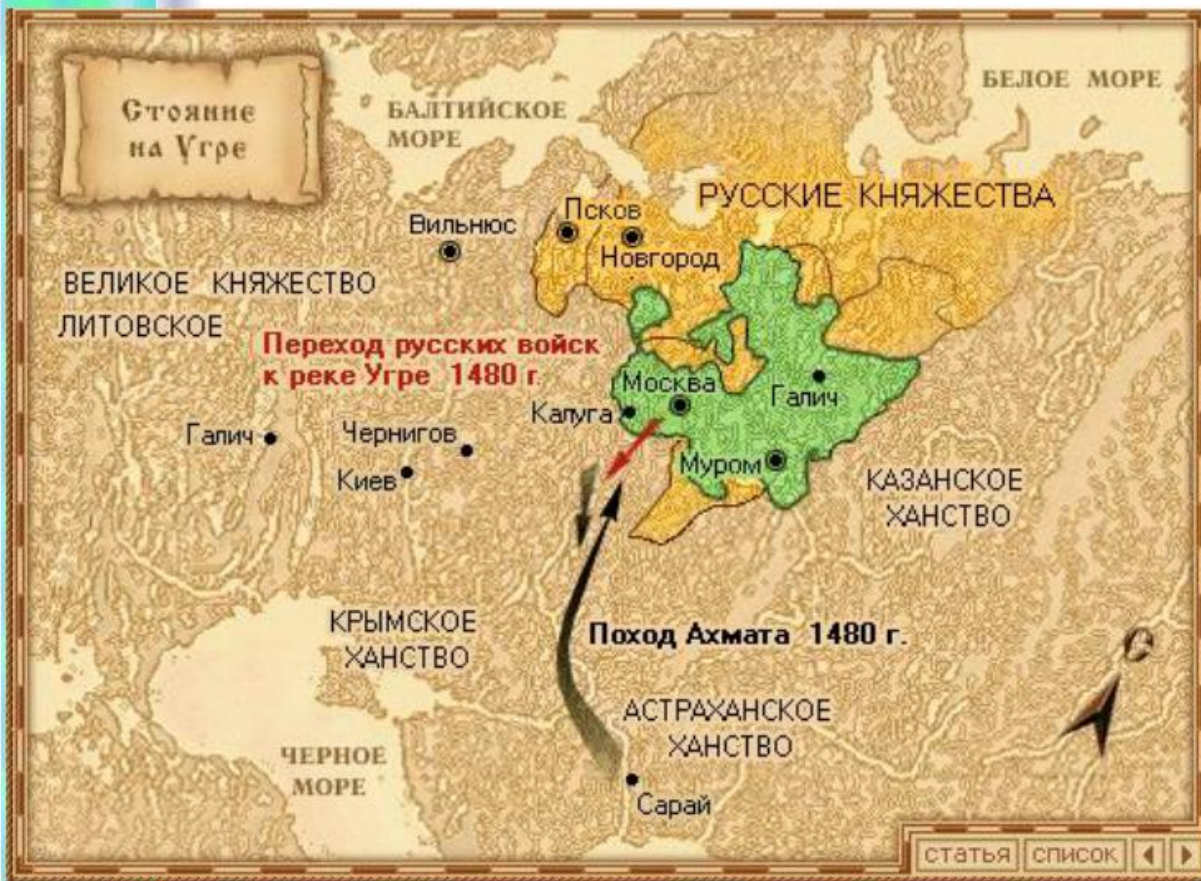 Стояние
на Угре
БАЛТИЙСКОЕ
МОРЕ
БЕЛОЕ МОРЕ
РУССКИЕ КНЯЖЕСТВА
Псков
Вильнюс
Новгород
ВЕЛИКОЕ КНЯЖЕСТВО
ЛИТОВСКОЕ
Переход русских войск
к реке Угре 1480 г.
Москва
Галич
Калуга
Галич
Чернигов
Киев
Муром
КАЗАНСКОЕ
ХАНСТВО
КРЫМСКОЕ
ХАНСТВО
Поход Ахмата 1480 г.
С
АСТРАХАНСКОЕ
ХАНСТВО
ЧЕРНОЕ
МОРЕ
Сарай
статья список